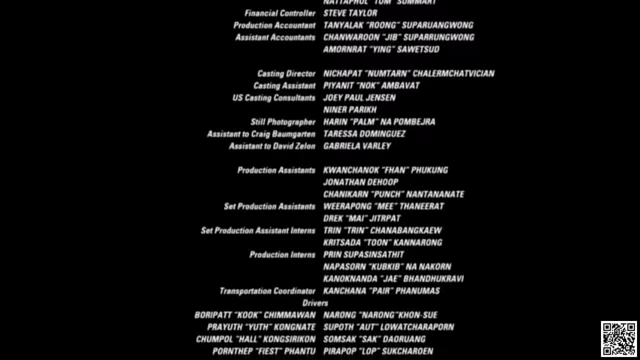 NATTAPHOL "TOM" SOMMART
Financial Controller STEVE TAYLOR
Production Accountant TANYALAK "ROONG" SUPARUANGWONG
Assistant Accountants CHANWAROON "JIB" SUPARRUNGWONG
AMORNRAT "YING" SAWETSUD
Casting Director NICHAPAT "NUMTARN" CHALERMCHATVICIAN
Casting Assistant PIYANIT "NOK" AMBAVAT
US Casting Consultants JOEY PAUL JENSEN
NINER PARIKH
Still Photographer HARIN "PALM" NA POMBEJRA
Assistant to Craig Baumgarten TARESSA DOMINGUEZ
Assistant to David Zelon GABRIELA VARLEY
Production Assistants KWANCHANOK "FHAN" PHUKUNG
JONATHAN DEHOOP
CHANIKARN "PUNCH" NANTANANATE
Set Production Assistants WEERAPONG "MEE" THANEERAT
DREK "MAI" JITRPAT
Set Production Assistant Interns TRIN "TRIN" CHANABANGKAEW
KRITSADA "TOON" KANNARONG
Production Interns PRIN SUPASINSATHIT
NAPASORN "KUBKIB" NA NAKORN
KANOKNANDA "JAE" BHANDHUKRAVI
Transportation Coordinator KANCHANA "PAIR" PHANUMAS
Drivers
BORIPATT "KOOK" CHIMMAWAN NARONG "NARONG"KHON-SUE
PRAYUTH "YUTH" KONGNATE SUPOTH "AUT" LOWATCHARAPORN
CHUMPOL "HALL" KONGSIRIKON SOMSAK "SAK" DAORUANG
PORNTHEP "FIEST" PHANTU PIRAPOP "LOP" SUKCHAROEN